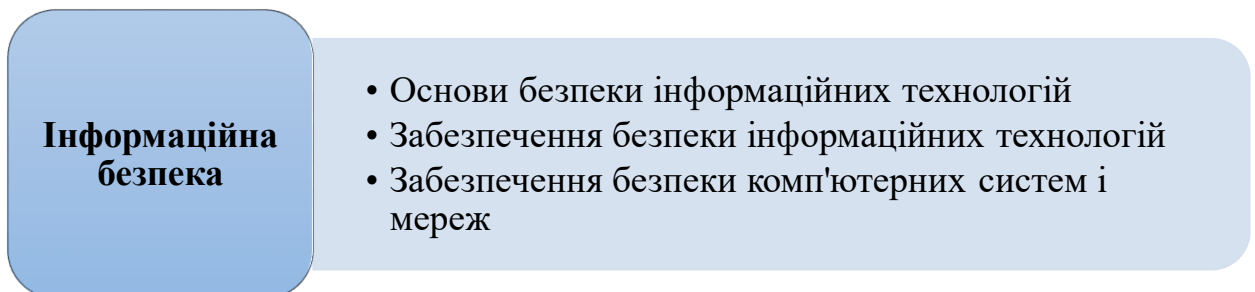 Інформаційна
безпека
• Основи безпеки інформаційних технологій
• Забезпечення безпеки інформаційних технологій
• Забезпечення безпеки комп'ютерних систем і
мереж